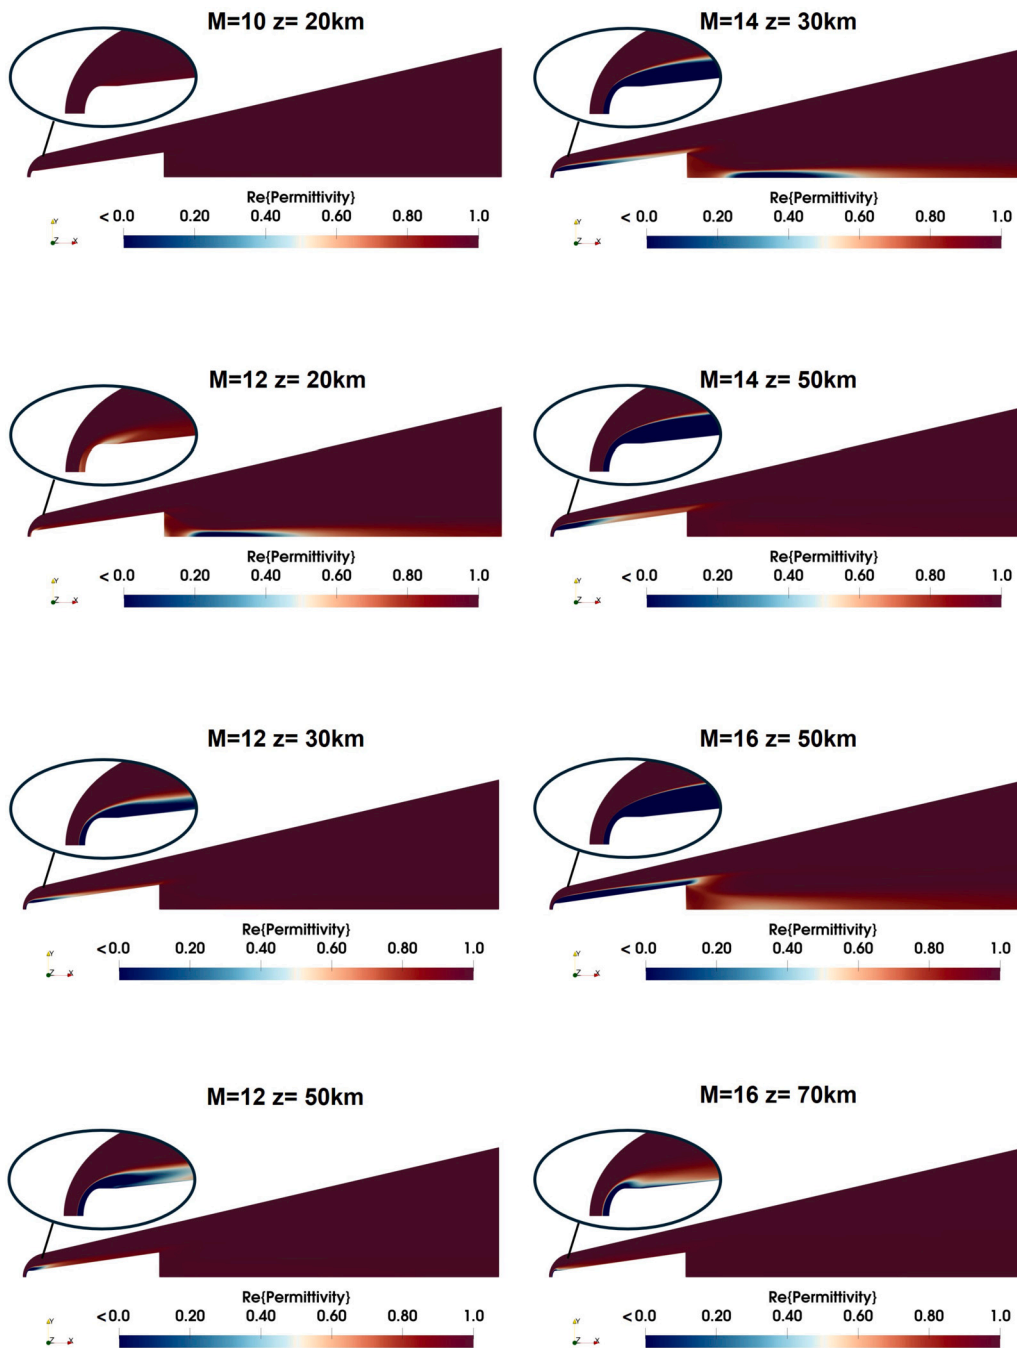 M=10 z= 20km
Re{Permittivity}
< 0.0 0.20 0.40 0.60 0.80 1.0
Y
Z X
M=14 z= 30km
Re{Permittivity}
< 0.0 0.20 0.40 0.60 0.80 1.0
Y
Z X
M=12 z= 20km
Re{Permittivity}
< 0.0 0.20 0.40 0.60 0.80 1.0
Y
Z X
M=14 z= 50km
Re{Permittivity}
< 0.0 0.20 0.40 0.60 0.80 1.0
Y
Z X
M=12 z= 30km
Re{Permittivity}
< 0.0 0.20 0.40 0.60 0.80 1.0
Y
Z X
M=16 z= 50km
Re{Permittivity}
< 0.0 0.20 0.40 0.60 0.80 1.0
Y
Z X
M=12 z= 50km
Re{Permittivity}
< 0.0 0.20 0.40 0.60 0.80 1.0
Y
Z X
M=16 z= 70km
Re{Permittivity}
< 0.0 0.20 0.40 0.60 0.80 1.0
Y
Z X